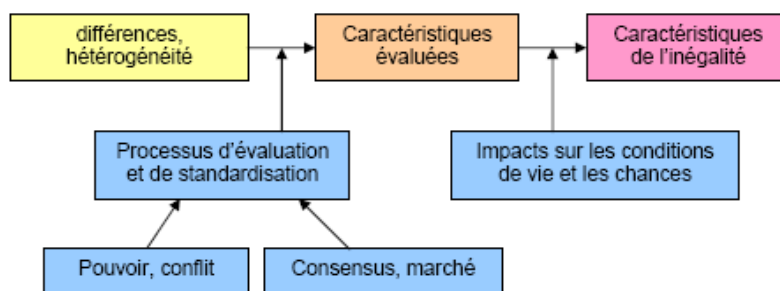 différences,
hétérogénéité
Caractéristiques
évaluées
Caractéristiques
de l'inégalité
Processus d'évaluation
et de standardisation
Impacts sur les conditions
de vie et les chances
Pouvoir, conflit
Consensus, marché